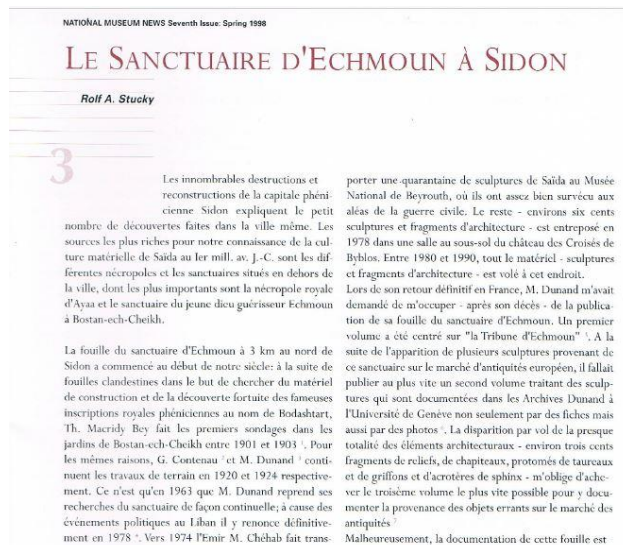 NATIONAL MUSEUM NEWS Seventh Issue: Spring 1998
LE SANCTUAIRE D'ECHMOUN À SIDON
Rolf A. Stucky
3
Les innombrables destructions et
reconstructions de la capitale phéni-
cienne Sidon expliquent le petit
nombre de découvertes faites dans la ville même. Les
sources les plus riches pour notre connaissance de la cul-
ture matérielle de Saïda au Ier mill. av. J.-C. sont les dif-
férentes nécropoles et les sanctuaires situés en dehors de
la ville, dont les plus importants sont la nécropole royale
d'Ayaa et le sanctuaire du jeune dieu guérisseur Echmoun
à Bostan-ech-Cheikh.
La fouille du sanctuaire d'Echmoun à 3 km au nord de
Sidon a commencé au début de notre siècle: à la suite de
fouilles clandestines dans le but de chercher du matériel
de construction et de la découverte fortuite des fameuses
inscriptions royales phéniciennes au nom de Bodashtart,
Th. Macridy Bey fait les premiers sondages dans les
jardins de Bostan-ech-Cheikh entre 1901 et 1903 . Pour
les mêmes raisons, G. Contenau et M. Dunand conti-
nuent les travaux de terrain en 1920 et 1924 respective-
ment. Ce n'est qu'en 1963 que M. Dunand reprend ses
recherches du sanctuaire de façon continuelle; à cause des
événements politiques au Liban il y renonce définitive-
ment en 1978 . Vers 1974 l'Emir M. Chéhab fait trans-
porter une quarantaine de sculptures de Saïda au Musée
National de Beyrouth, où ils ont assez bien survécu aux
aléas de la guerre civile. Le reste - environs six cents
sculptures et fragments d'architecture - est entreposé en
1978 dans une salle au sous-sol du château des Croisés de
Byblos. Entre 1980 et 1990, tout le matériel - sculptures
et fragments d'architecture - est volé à cet endroit.
Lors de son retour définitif en France, M. Dunand m'avait
demandé de m'occuper - après son décès - de la publica-
tion de sa fouille du sanctuaire d'Echmoun. Un premier
volume a été centré sur "la Tribune d'Echmoun" . A la
suite de l'apparition de plusieurs sculptures provenant de
ce sanctuaire sur le marché d'antiquités européen, il fallait
publier au plus vite un second volume traitant des sculp-
tures qui sont documentées dans les Archives Dunand à
l'Université de Genève non seulement par des fiches mais
aussi par des photos . La disparition par vol de la presque
totalité des éléments architecturaux - environ trois cents
fragments de reliefs, de chapiteaux, protomés de taureaux
et de griffons et d'acrotères de sphinx - m'oblige d'ache-
ver le troisème volume le plus vite possible pour y docu-
menter la provenance des objets errants sur le marché des
antiquités 7
Malheureusement, la documentation de cette fouille est